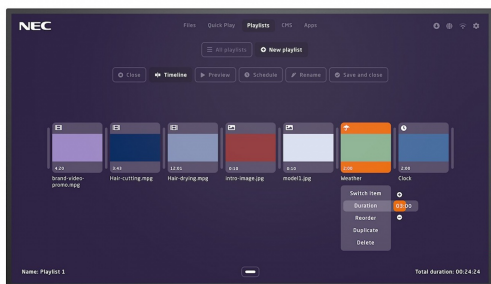 NEC
Files Quick Play Playlists CMS Apps
All playlists New playlist
Close Timeline Preview Schedule Rename Save and close
4:20 3:43 12:01 0:10 0:10 2:00 2:00
brand-video-promo.mpg Hair-cutting.mpg Hair-drying.mpg intro-image.jpg model1.jpg Weather Clock
Switch item
Duration 03:00
Reorder
Duplicate
Delete
Name: Playlist 1 Total duration: 00:24:24